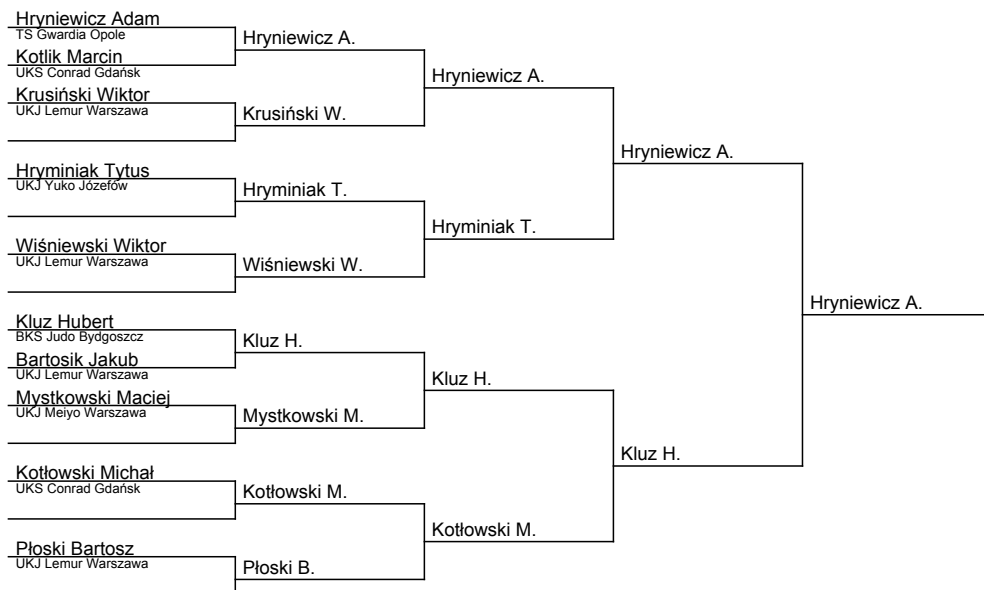 Hryniewicz Adam
TS Gwardia Opole
Kotlik Marcin
UKS Conrad Gdańsk
Krusiński Wiktor
UKJ Lemur Warszawa
Hryminiak Tytus
UKJ Yuko Józefów
Wiśniewski Wiktor
UKJ Lemur Warszawa
Kluz Hubert
BKS Judo Bydgoszcz
Bartosik Jakub
UKJ Lemur Warszawa
Mystkowski Maciej
UKJ Meiyo Warszawa
Kotłowski Michał
UKS Conrad Gdańsk
Płoski Bartosz
UKJ Lemur Warszawa
Hryniewicz A.
Krusiński W.
Hryminiak T.
Wiśniewski W.
Kluz H.
Mystkowski M.
Kotłowski M.
Płoski B.
Hryniewicz A.
Hryminiak T.
Kluz H.
Kotłowski M.
Hryniewicz A.
Kluz H.
Hryniewicz A.